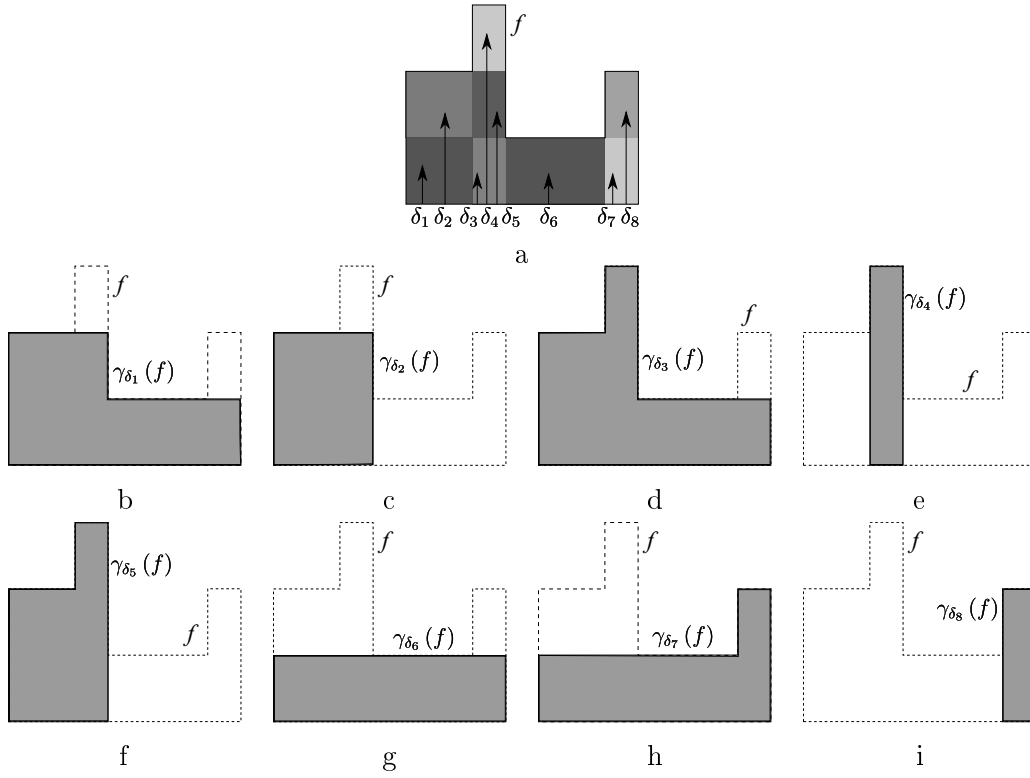 f
δ₁ δ₂ δ₃ δ₄ δ₅ δ₆ δ₇ δ₈
a
f f
γδ₁ (f) γδ₂ (f) γδ₃ (f) f γδ₄ (f) f
b c d e
γδ₅ (f) f f γδ₆ (f) f γδ₇ (f) f γδ₈ (f)
f g h i